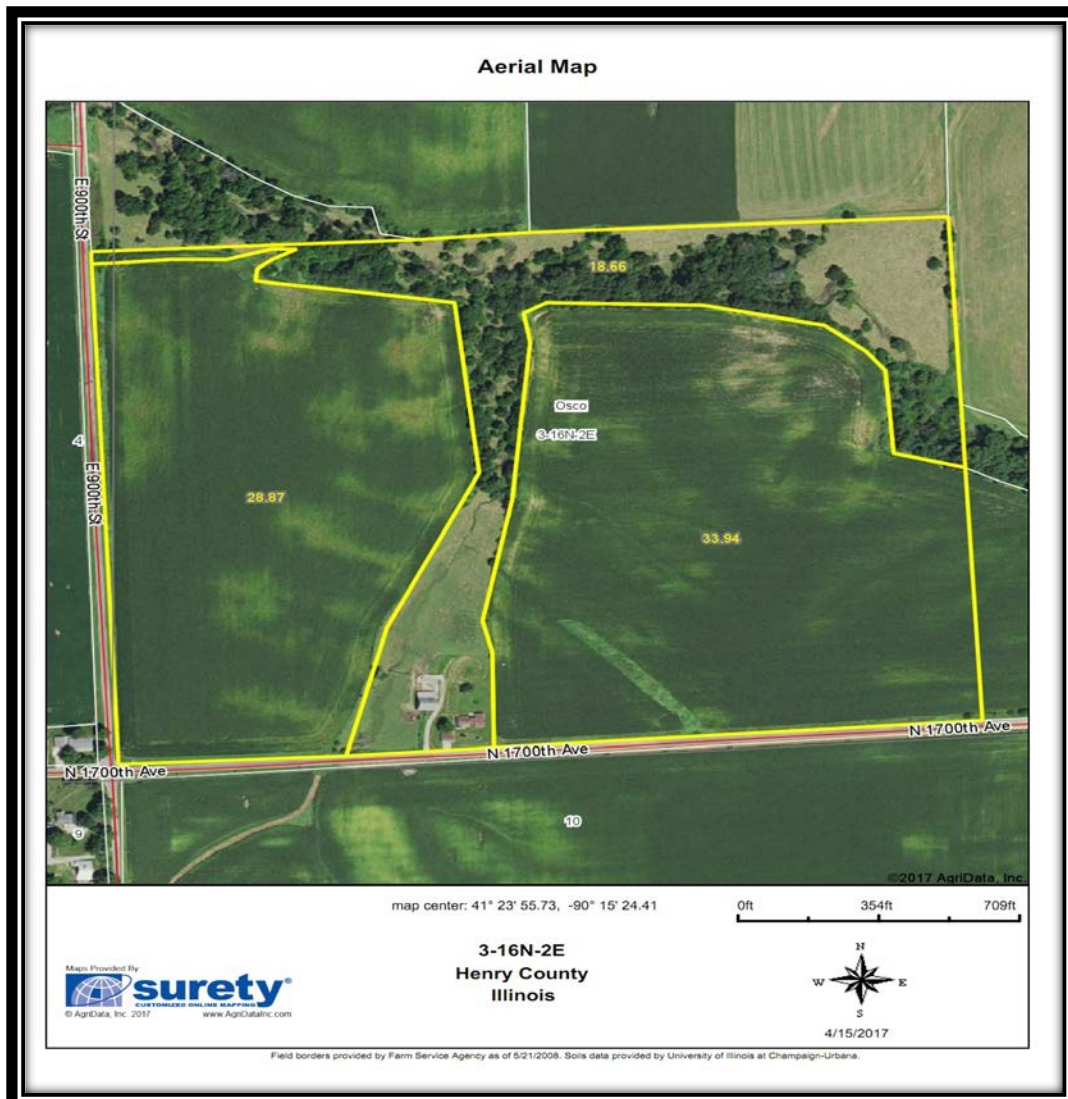 Aerial Map
E 900th St
18.66
Osco
3-16N-2E
4
E 900th St
28.87
33.94
N 1700th Ave
N 1700th Ave
N 1700th Ave
9
10
©2017 AgriData, Inc.
map center: 41° 23' 55.73, -90° 15' 24.41
0ft 354ft 709ft
3-16N-2E
Henry County
Illinois
Maps Provided By
surety®
CUSTOMIZED ONLINE MAPPING
© AgriData, Inc. 2017 www.AgriDataInc.com
N
W E
S
4/15/2017
Field borders provided by Farm Service Agency as of 5/21/2008. Soils data provided by University of Illinois at Champaign-Urbana.